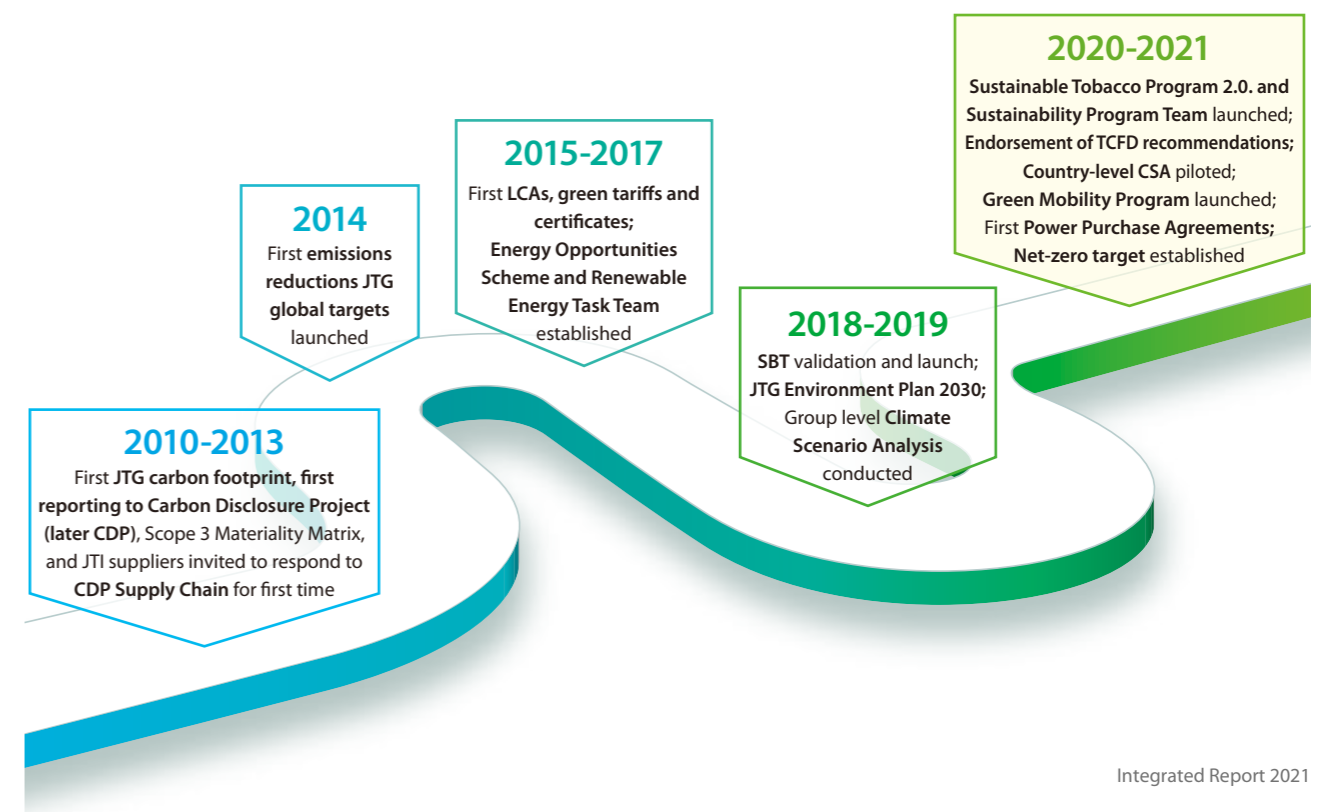 2010-2013
First JTG carbon footprint, first
reporting to Carbon Disclosure Project
(later CDP), Scope 3 Materiality Matrix,
and JTI suppliers invited to respond to
CDP Supply Chain for first time
2014
First emissions
reductions JTG
global targets
launched
2015-2017
First LCAs, green tariffs and
certificates;
Energy Opportunities
Scheme and Renewable
Energy Task Team
established
2018-2019
SBT validation and launch;
JTG Environment Plan 2030;
Group level Climate
Scenario Analysis
conducted
2020-2021
Sustainable Tobacco Program 2.0. and
Sustainability Program Team launched;
Endorsement of TCFD recommendations;
Country-level CSA piloted;
Green Mobility Program launched;
First Power Purchase Agreements;
Net-zero target established
Integrated Report 2021